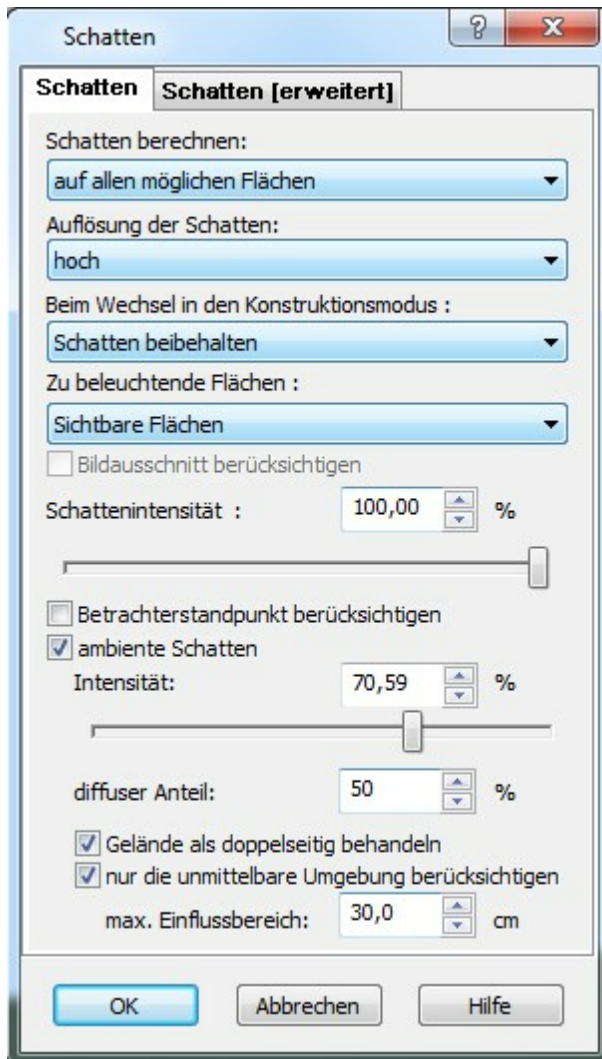 Schatten
Schatten Schatten [erweitert]
Schatten berechnen:
auf allen möglichen Flächen
Auflösung der Schatten:
hoch
Beim Wechsel in den Konstruktionsmodus :
Schatten beibehalten
Zu beleuchtende Flächen :
Sichtbare Flächen
Bildausschnitt berücksichtigen
Schattenintensität : 100,00 %
Betrachterstandpunkt berücksichtigen
ambiente Schatten
Intensität: 70,59 %
diffuser Anteil: 50 %
Gelände als doppelseitig behandeln
nur die unmittelbare Umgebung berücksichtigen
max. Einflussbereich: 30,0 cm
OK Abbrechen Hilfe